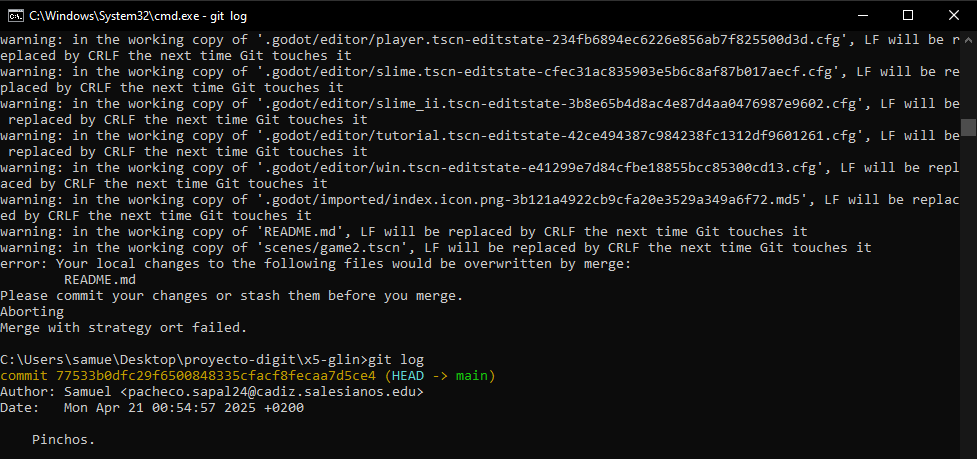 C:\Windows\System32\cmd.exe - git log
warning: in the working copy of '.godot/editor/player.tscn-editstate-234fb6894ec6226e856ab7f825500d3d.cfg', LF will be r
eplaced by CRLF the next time Git touches it
warning: in the working copy of '.godot/editor/slime.tscn-editstate-cfec31ac835903e5b6c8af87b017aecf.cfg', LF will be re
placed by CRLF the next time Git touches it
warning: in the working copy of '.godot/editor/slime_ii.tscn-editstate-3b8e65b4d8ac4e87d4aa0476987e9602.cfg', LF will be
 replaced by CRLF the next time Git touches it
warning: in the working copy of '.godot/editor/tutorial.tscn-editstate-42ce494387c984238fc1312df9601261.cfg', LF will be
 replaced by CRLF the next time Git touches it
warning: in the working copy of '.godot/editor/win.tscn-editstate-e41299e7d84cfbe18855bcc85300cd13.cfg', LF will be repl
aced by CRLF the next time Git touches it
warning: in the working copy of '.godot/imported/index.icon.png-3b121a4922cb9cfa20e3529a349a6f72.md5', LF will be replac
ed by CRLF the next time Git touches it
warning: in the working copy of 'README.md', LF will be replaced by CRLF the next time Git touches it
warning: in the working copy of 'scenes/game2.tscn', LF will be replaced by CRLF the next time Git touches it
error: Your local changes to the following files would be overwritten by merge:
        README.md
Please commit your changes or stash them before you merge.
Aborting
Merge with strategy ort failed.
C:\Users\samue\Desktop\proyecto-digit\x5-glin>git log
commit 77533b0dfc29f6500848335cfacf8fecaa7d5ce4 (HEAD -> main)
Author: Samuel <pacheco.sapal24@cadiz.salesianos.edu>
Date:   Mon Apr 21 00:54:57 2025 +0200
    Pinchos.